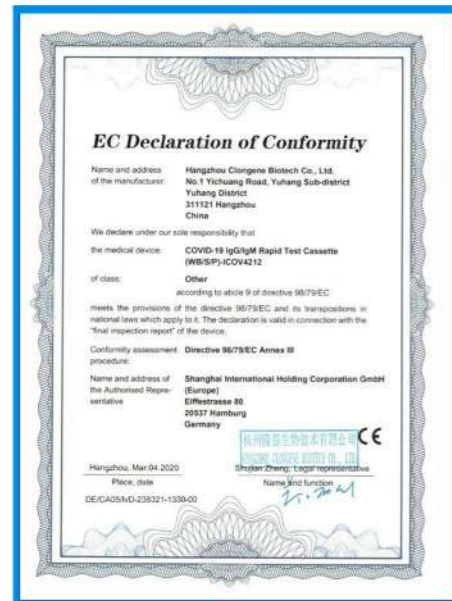 EC Declaration of Conformity
Name and address Hangzhou Clongene Biotech Co., Ltd.
of the manufacturer: No.1 Yichuang Road, Yuhang Sub-district
Yuhang District
311121 Hangzhou
China
We declare under our sole responsibility that
the medical device: COVID-19 IgG/IgM Rapid Test Cassette
(WB/S/P)-ICOV4212
of class: Other
according to aticle 9 of directive 98/79/EC
meets the provisions of the directive 98/79/EC and its transpositions in
national laws which apply to it. The declaration is valid in connection with the
"final inspection report" of the device.
Conformity assessment Directive 98/79/EC Annex III
procedure:
Name and address of Shanghai International Holding Corporation GmbH
the Authorised Repre- (Europe)
sentative Eiffestrasse 80
20537 Hamburg
Germany
CE
HANGZHOU CLONGENE BIOTECH CO., LTD
Hangzhou, Mar.04.2020 Shujian Zheng, Legal representative
Place, date Name and function
DE/CA05/IVD-238321-1330-00